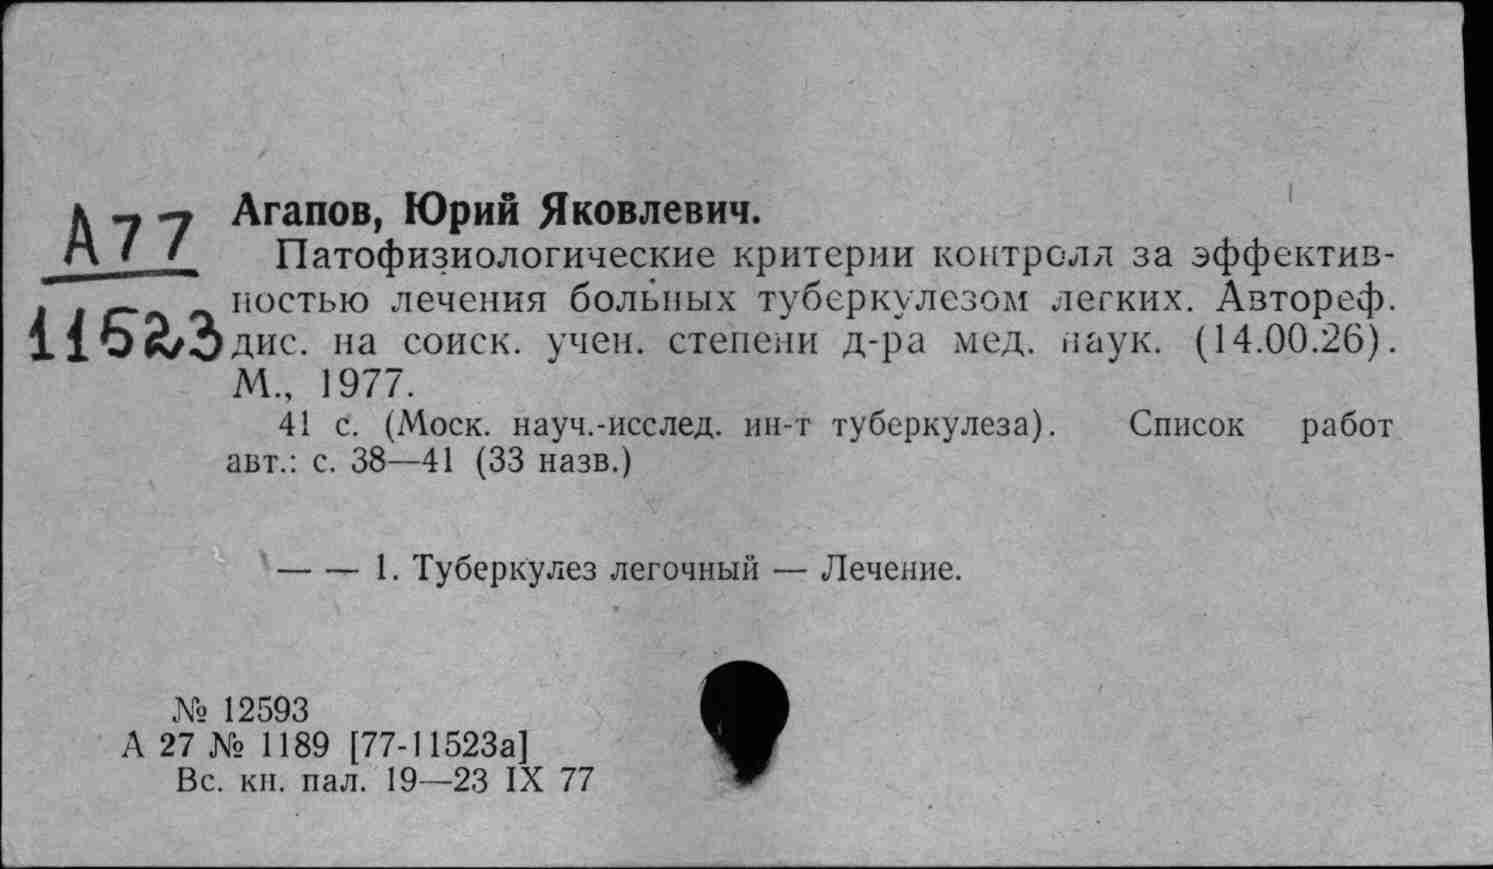 А77
11523
Агапов, Юрий Яковлевич.
Патофизиологические критерии контроля за эффектив-
ностью лечения больных туберкулезом легких. Автореф.
дис. на соиск. учен. степени д-ра мед. наук. (14.00.26).
М., 1977.
41 с. (Моск. науч.-исслед. ин-т туберкулеза). Список работ
авт.: с. 38—41 (33 назв.)
— — 1. Туберкулез легочный — Лечение.
№ 12593
А 27 № 1189 [77-11523а]
Вс. кн. пал. 19—23 IX 77